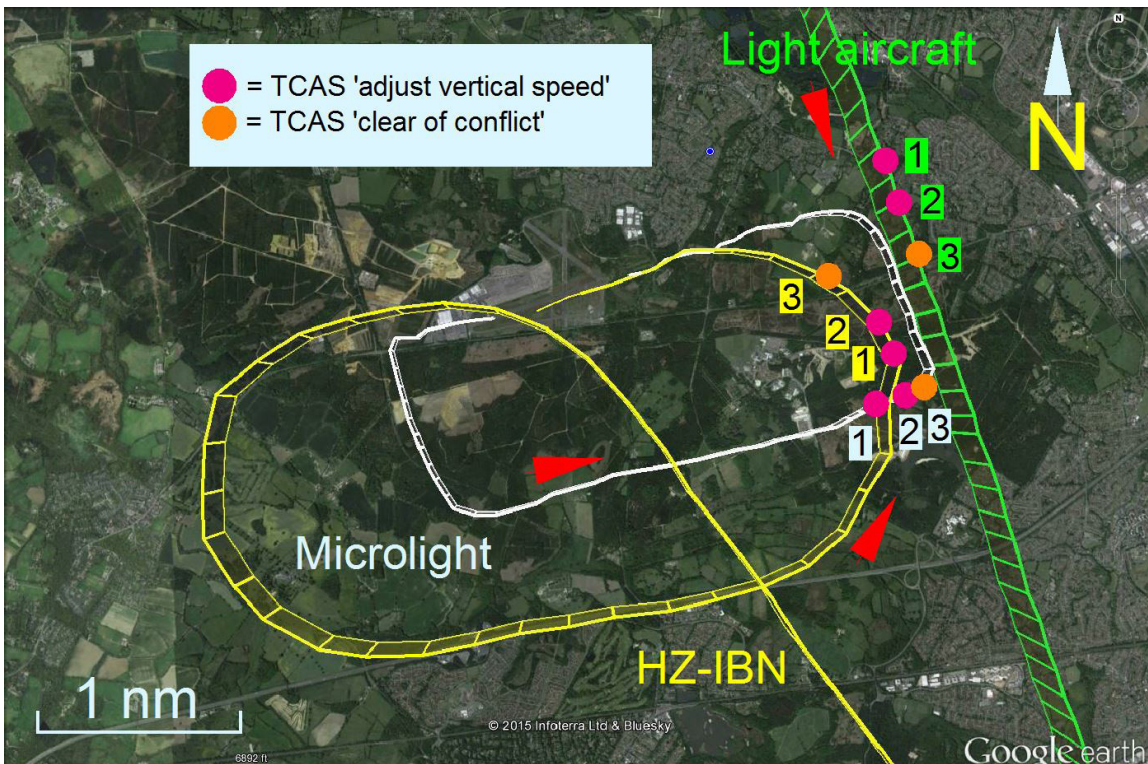 Light aircraft
= TCAS 'adjust vertical speed'
= TCAS 'clear of conflict'
N
N
1
2
3
3
2
1
1
2
3
Microlight
HZ-IBN
1 nm
© 2015 Infoterra Ltd & Bluesky
6892 ft
Google earth